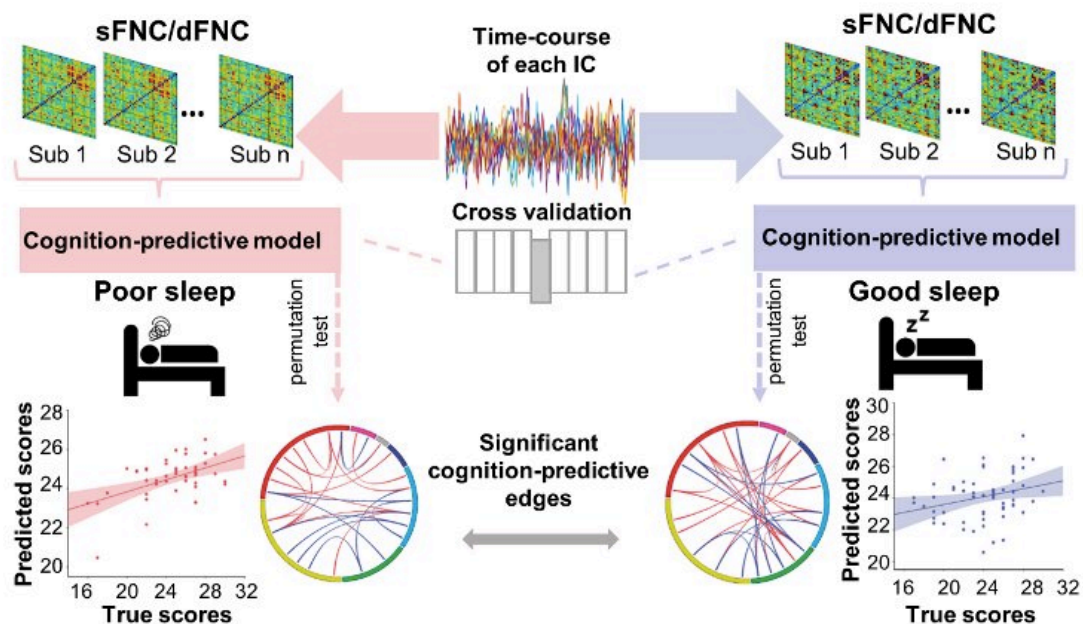 sFNC/dFNC
Sub 1
Sub 2
...
Sub n
Time-course
of each IC
sFNC/dFNC
Sub 1
Sub 2
...
Sub n
Cross validation
Cognition-predictive model
Cognition-predictive model
Poor sleep
permutation
test
Good sleep
z z
permutation
test
Predicted scores
28
26
24
22
20
16
20
24
28
32
True scores
Significant
cognition-predictive
edges
Predicted scores
30
28
26
24
22
20
16
20
24
28
32
True scores